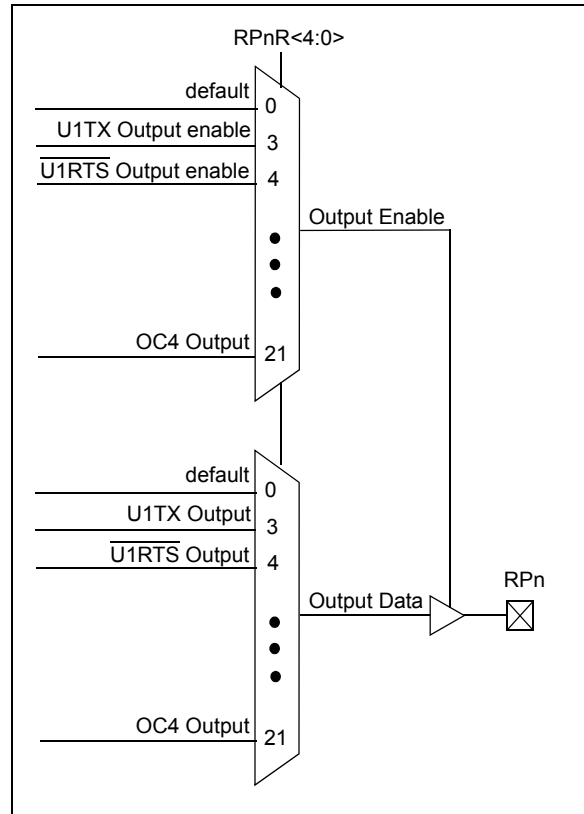 RPnR<4:0>
default
0
U1TX Output enable
3
U1RTS Output enable
4
Output Enable
OC4 Output
21
default
0
U1TX Output
3
U1RTS Output
4
RPn
Output Data
OC4 Output
21